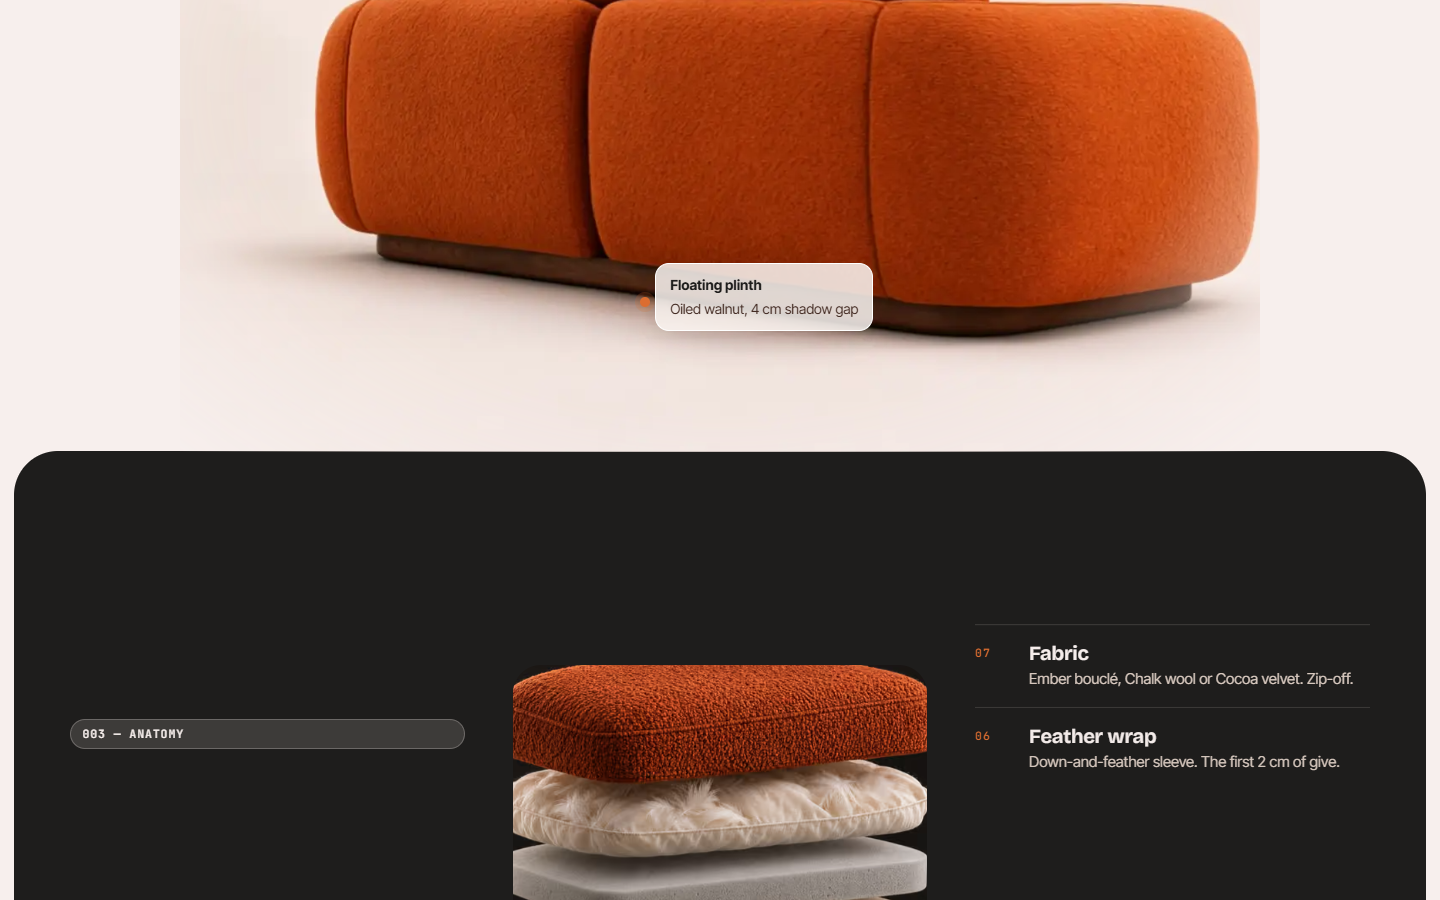 Floating plinth
Oiled walnut, 4 cm shadow gap
003 — ANATOMY
07
Fabric
Ember bouclé, Chalk wool or Cocoa velvet. Zip-off.
06
Feather wrap
Down-and-feather sleeve. The first 2 cm of give.